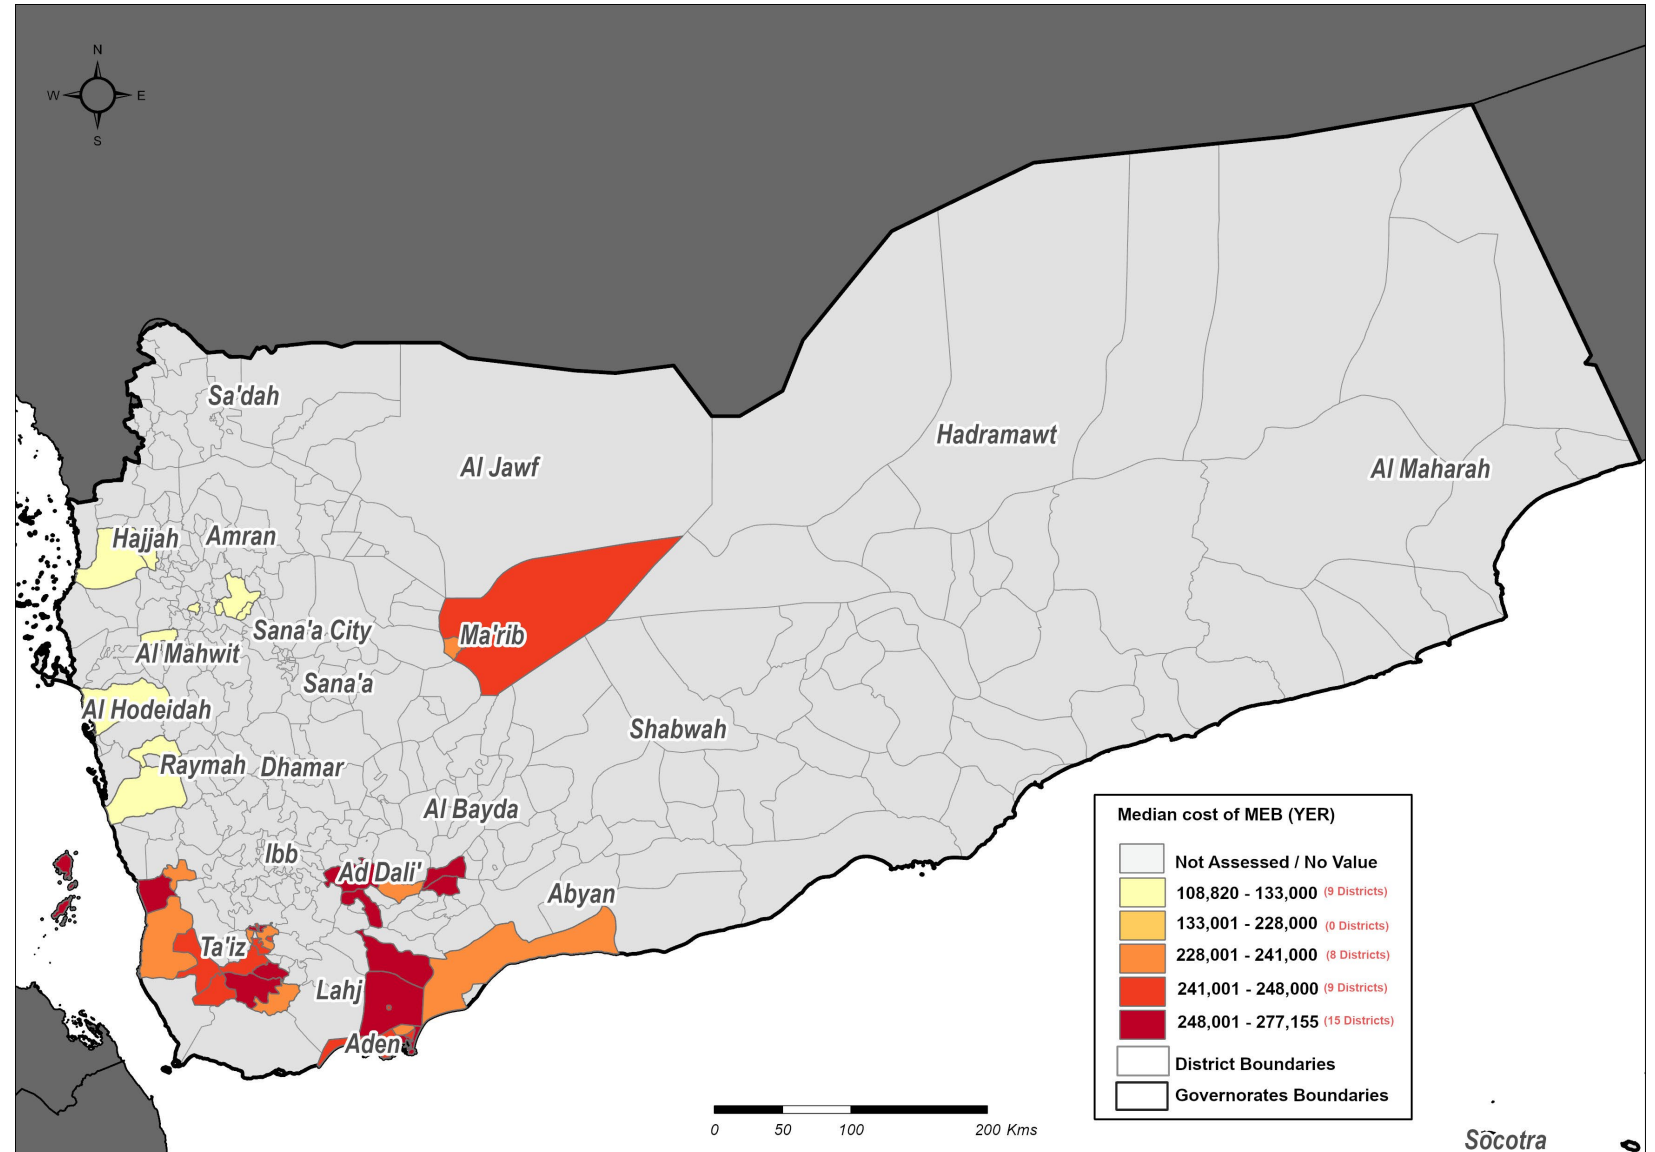 N
W E
S
Sa'dah
Hadramawt
Al Jawf
Al Maharah
Hajjah
Amran
Sana'a City
Ma'rib
Al Mahwit
Sana'a
Al Hodeidah
Shabwah
Raymah
Dhamar
Al Bayda
Ibb
Ad Dali'
Abyan
Ta'iz
Lahj
Aden
Median cost of MEB (YER)
Not Assessed / No Value
108,820 - 133,000 (9 Districts)
133,001 - 228,000 (0 Districts)
228,001 - 241,000 (8 Districts)
241,001 - 248,000 (9 Districts)
248,001 - 277,155 (15 Districts)
District Boundaries
Governorates Boundaries
0 50 100 200 Kms
Socotra